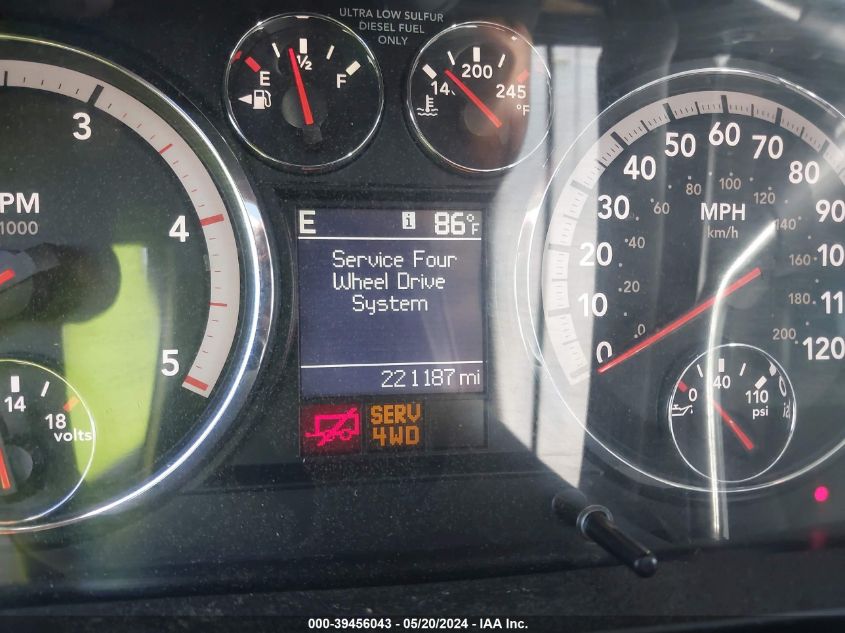 ULTRA LOW SULFUR
DIESEL FUEL
ONLY
E ½ F
140 200 245
°F
3
4
5
PM
1000
14
18
volts
E i 86°F
Service Four
Wheel Drive
System
221187 mi
SERV
4WD
0 10 20 30 40 50 60 70 80 90
120
0 20 40 60 80 100 120 140 160 180 200
MPH
km/h
0 40 110
psi
000-39456043 — 05/20/2024 - IAA Inc.